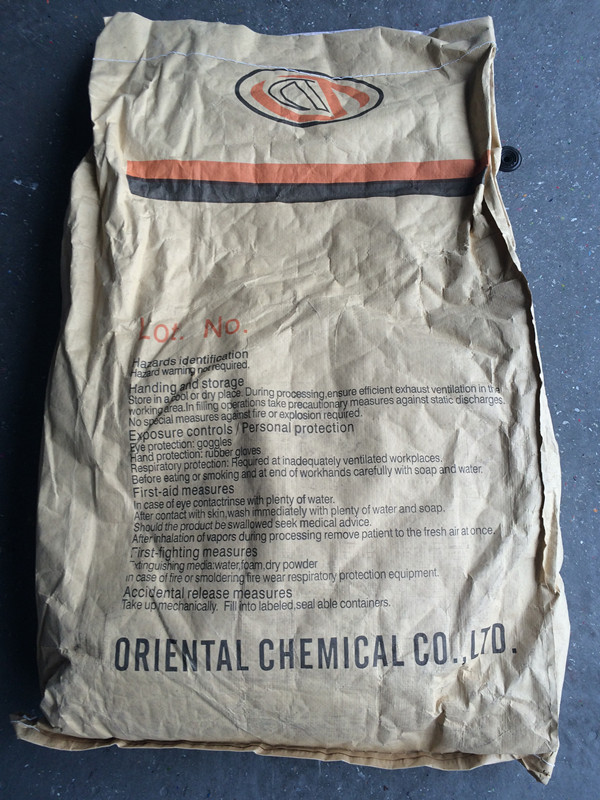 Lot. No.
Hazards identification
Hazard warning not required.
Handing and storage
Store in a cool or dry place. During processing,ensure efficient exhaust ventilation in the
working area.In filling operations take precautionary measures against static discharges.
No special measures against fire or explosion required.
Exposure controls / Personal protection
Eye protection: goggles
Hand protection: rubber gloves
Respiratory protection: Required at inadequately ventilated workplaces.
Before eating or smoking and at end of workhands carefully with soap and water.
First-aid measures
In case of eye contactrinse with plenty of water.
After contact with skin,wash immediately with plenty of water and soap.
Should the product be swallowed seek medical advice.
After inhalation of vapors during processing remove patient to the fresh air at once.
First-fighting measures
Extinguishing media:water,foam,dry powder
in case of fire or smoldering fire wear respiratory protection equipment.
Accidental release measures
Take up mechanically. Fill into labeled,seal able containers.
ORIENTAL CHEMICAL CO.,LTD.